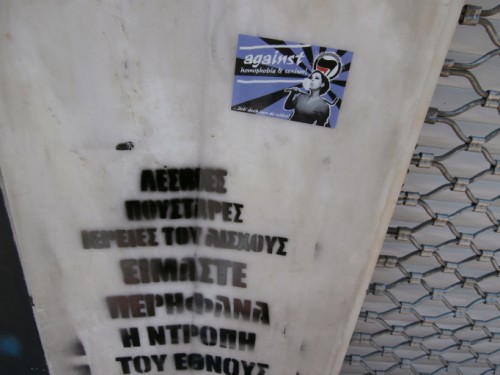 against
homophobia & sexism!
ΛΕΣΒΙΕΣ
ΠΟΥΣΤΑΡΕΣ
ΙΕΡΕΙΕΣ ΤΟΥ ΑΙΣΧΟΥΣ
ΕΙΜΑΣΤΕ
ΠΕΡΗΦΑΝΑ
Η ΝΤΡΟΠΗ
ΤΟΥ ΕΘΝΟΥΣ